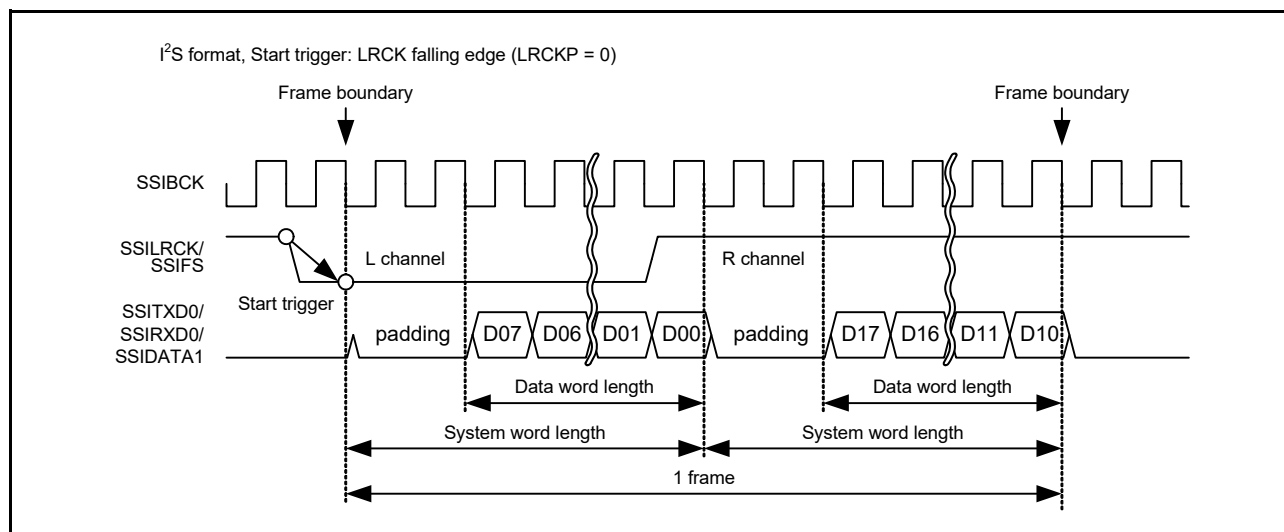 I²S format, Start trigger: LRCK falling edge (LRCKP = 0)
Frame boundary
Frame boundary
SSIBCK
SSILRCK/
SSIFS
L channel
R channel
Start trigger
SSITXD0/
SSIRXD0/
SSIDATA1
padding
D07
D06
D01
D00
padding
D17
D16
D11
D10
Data word length
Data word length
System word length
System word length
1 frame